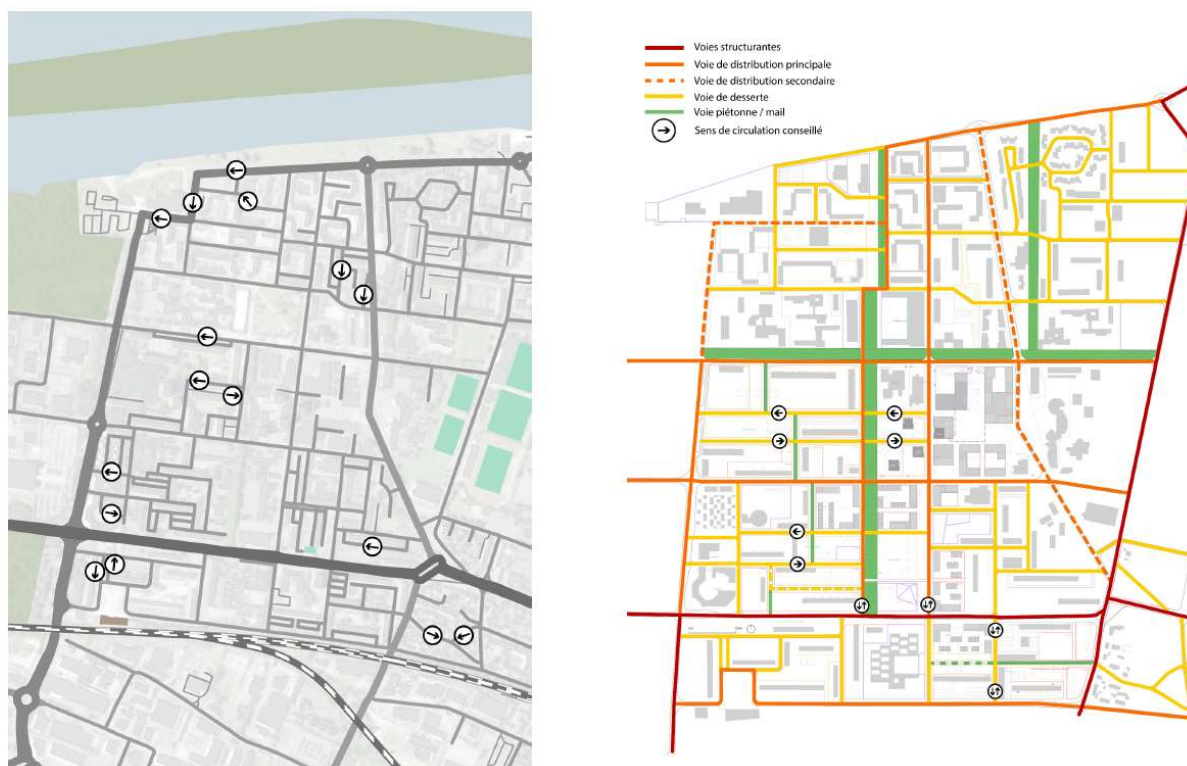 Voies structurantes
Voie de distribution principale
Voie de distribution secondaire
Voie de desserte
Voie piétonne / mail
Sens de circulation conseillé